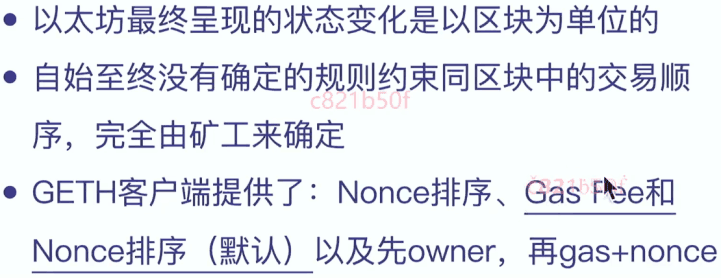 ● 以太坊最终呈现的状态变化是以区块为单位的
● 自始至终没有确定的规则约束同区块中的交易顺
c821b50f
序，完全由矿工来确定
c821b50f
● GETH客户端提供了：Nonce排序、Gas Fee和
Nonce排序（默认）以及先owner，再gas+nonce